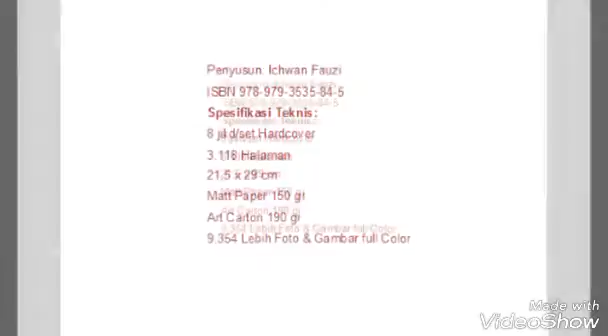 Penyusun: Ichwan Fauzi
ISBN 978-979-3535-84-5
Spesifikasi Teknis:
8 jilid/set Hardcover
3.118 Halaman
21,5 x 29 cm
Matt Paper 150 gr
Art Carton 190 gr
9.354 Lebih Foto & Gambar full Color
Made with
VideoShow